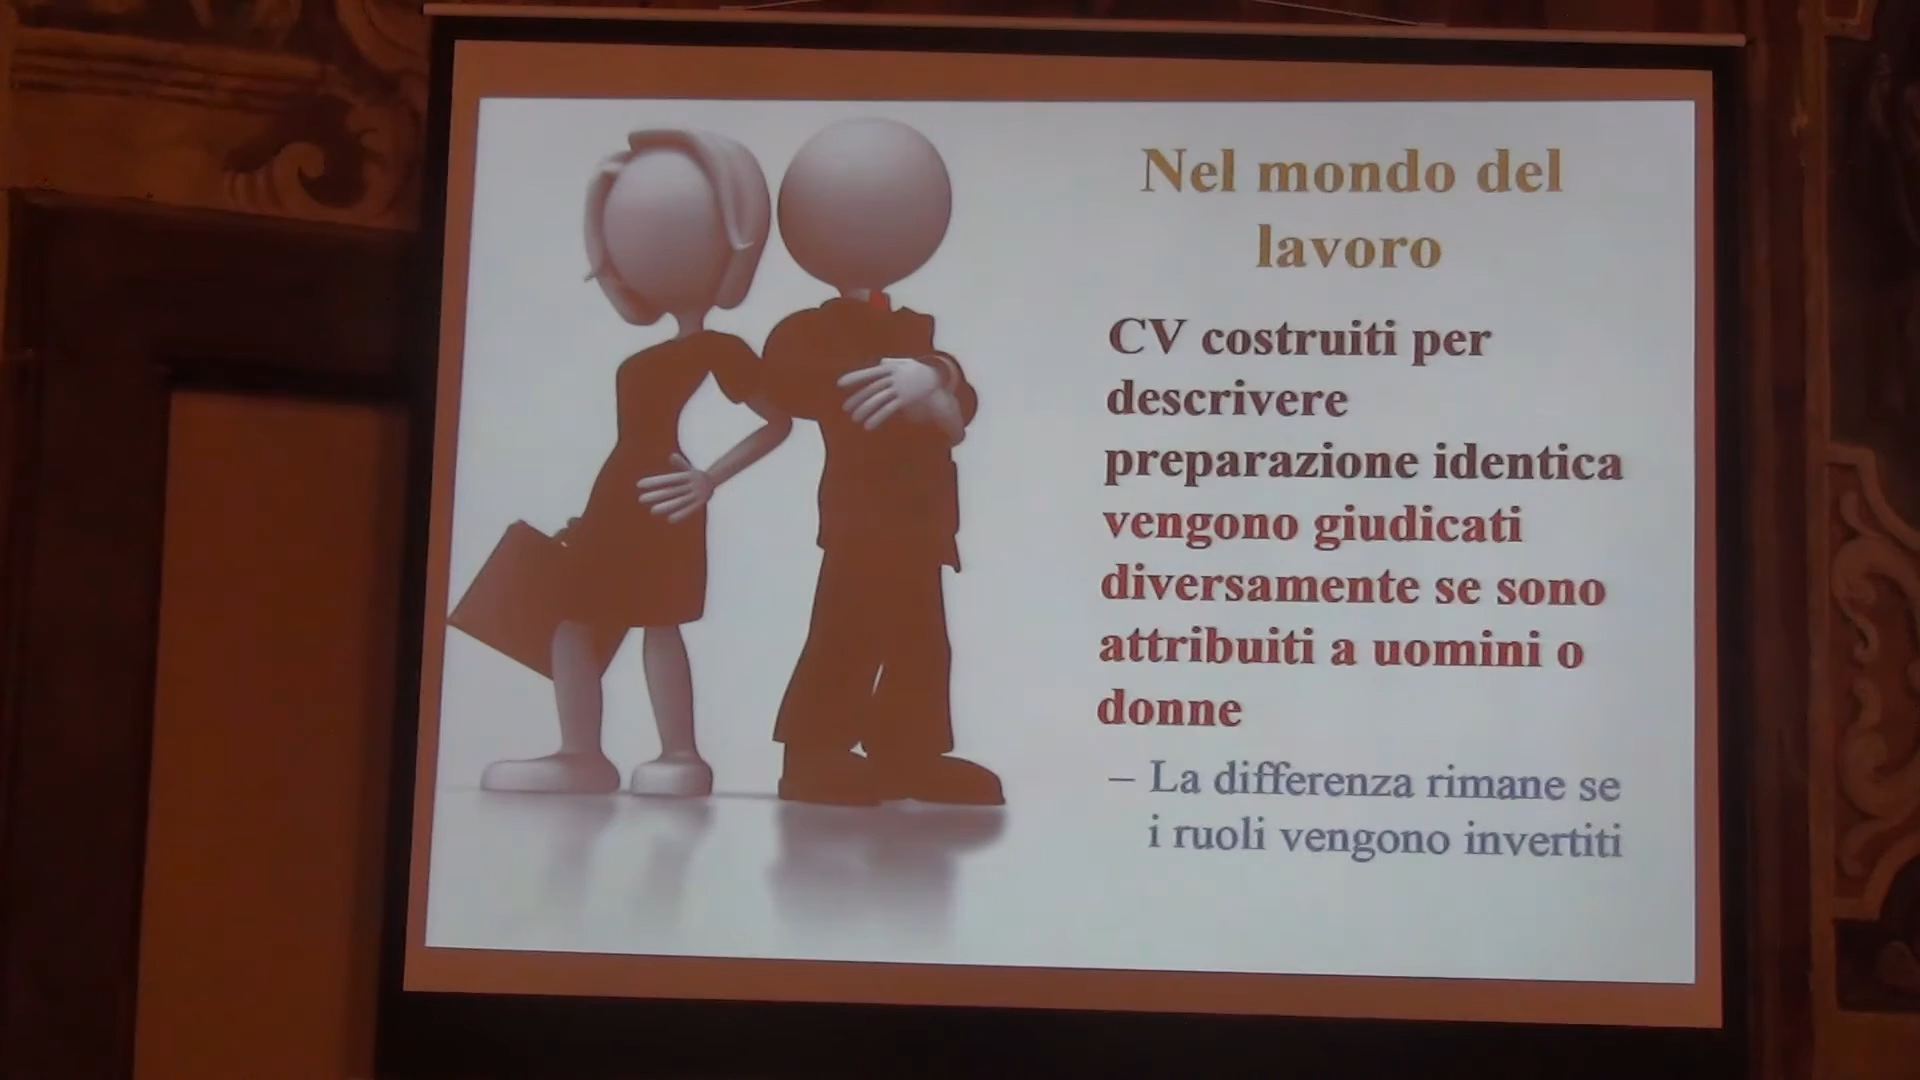 Nel mondo del
lavoro
CV costruiti per
descrivere
preparazione identica
vengono giudicati
diversamente se sono
attribuiti a uomini o
donne
– La differenza rimane se
i ruoli vengono invertiti